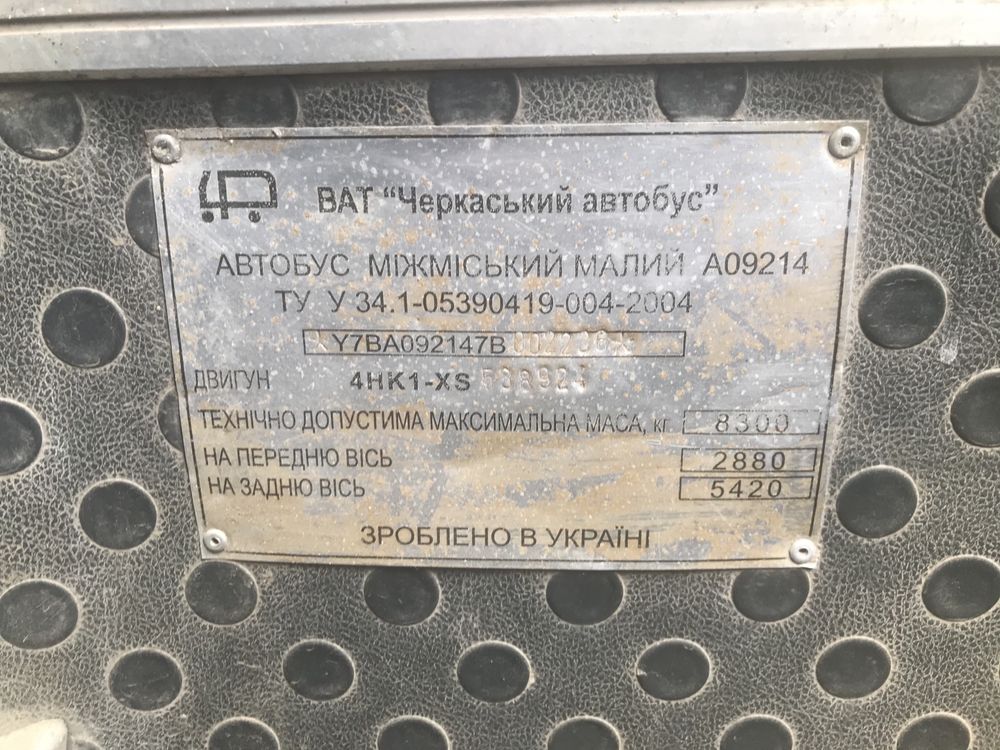 ВАТ “Черкаський автобус”
АВТОБУС МІЖМІСЬКИЙ МАЛИЙ А09214
ТУ У 34.1-05390419-004-2004
Y7BA092147B
ДВИГУН 4HK1-XS
ТЕХНІЧНО ДОПУСТИМА МАКСИМАЛЬНА МАСА, кг 8300
НА ПЕРЕДНЮ ВІСЬ 2880
НА ЗАДНЮ ВІСЬ 5420
ЗРОБЛЕНО В УКРАЇНІ